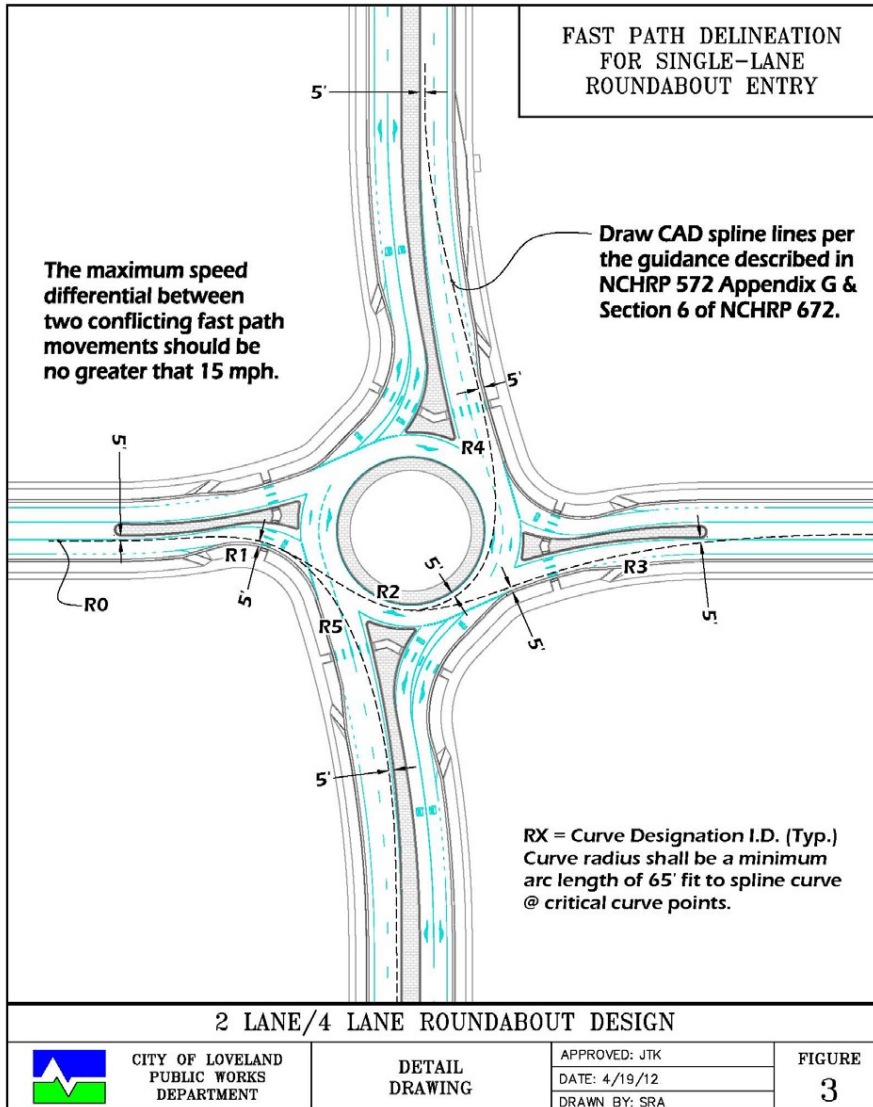 FAST PATH DELINEATION
FOR SINGLE-LANE
ROUNDABOUT ENTRY
5'
Draw CAD spline lines per
the guidance described in
NCHRP 572 Appendix G &
Section 6 of NCHRP 672.
The maximum speed
differential between
two conflicting fast path
movements should be
no greater that 15 mph.
5'
5'
R4
R1
5'
R2
5'
R3
R0
R5
5'
5'
5'
RX = Curve Designation I.D. (Typ.)
Curve radius shall be a minimum
arc length of 65' fit to spline curve
@ critical curve points.
2 LANE/4 LANE ROUNDABOUT DESIGN
CITY OF LOVELAND
PUBLIC WORKS
DEPARTMENT
DETAIL
DRAWING
APPROVED: JTK
DATE: 4/19/12
DRAWN BY: SRA
FIGURE
3